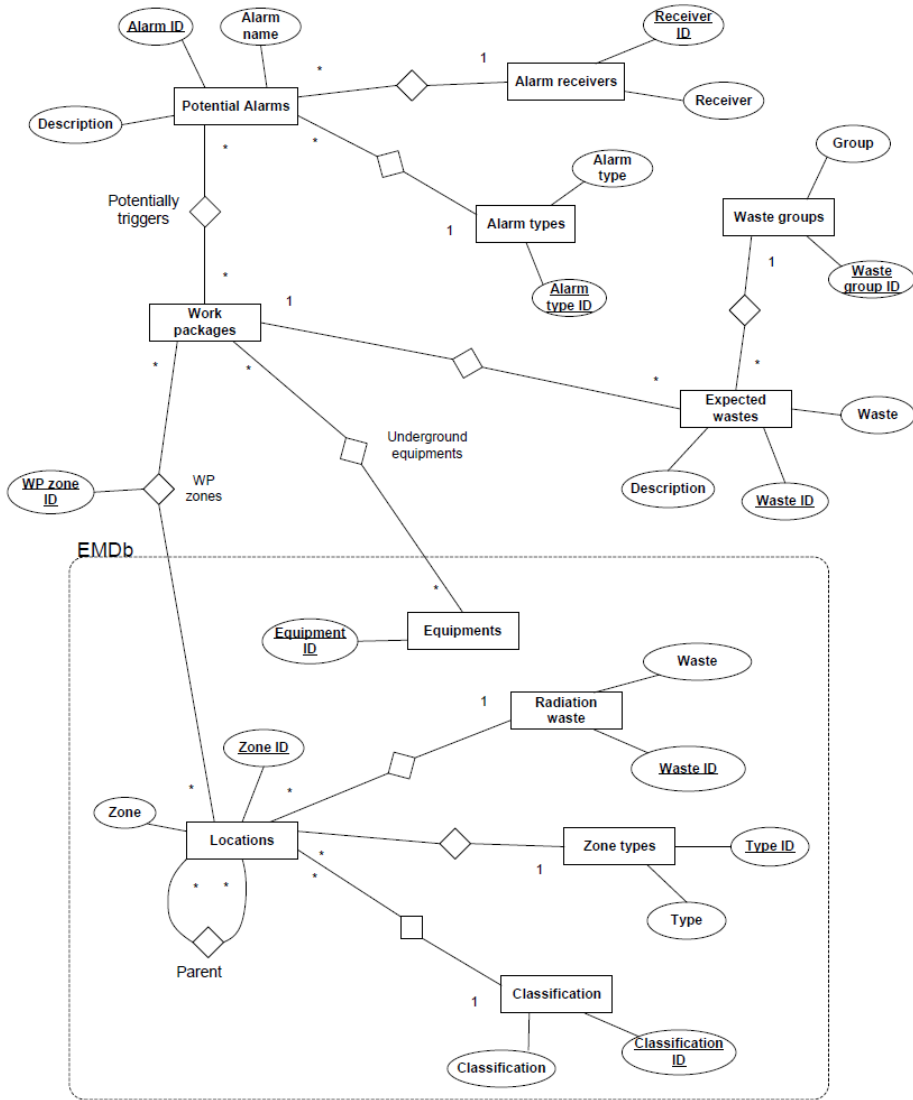 Alarm ID
Alarm
name
Receiver
ID
*
1
Potential Alarms
Alarm receivers
Receiver
Description
*
*
Alarm
type
Group
Potentially
triggers
1
Alarm types
Waste groups
1
Alarm
type ID
Waste
group ID
*
Work
packages
1
*
*
*
*
Expected
wastes
Waste
Underground
equipments
WP zone
ID
WP
zones
Description
Waste ID
EMDb
*
Equipment
ID
Equipments
Waste
1
Radiation
waste
Zone ID
Waste ID
*
*
Zone
Locations
Zone types
Type ID
*
1
*
*
*
Type
Parent
1
Classification
Classification
Classification
ID